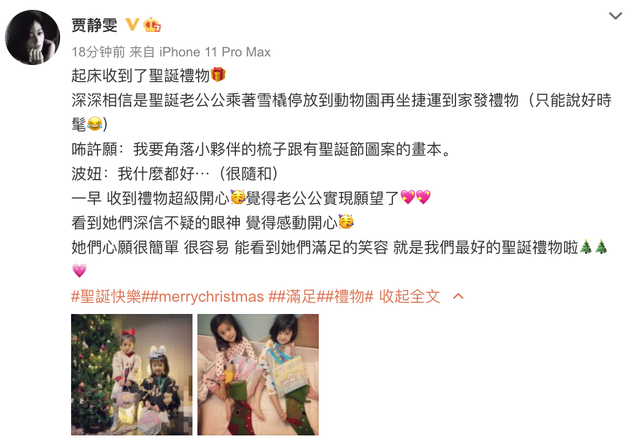 贾静雯
18分钟前 来自 iPhone 11 Pro Max
起床收到了聖誕禮物🎁
深深相信是聖誕老公公乘著雪橇停放到動物園再坐捷運到家發禮物（只能說好時
髦😂）
咘許願：我要角落小夥伴的梳子跟有聖誕節圖案的畫本。
波妞：我什麼都好⋯（很隨和）
一早 收到禮物超級開心🥳覺得老公公實現願望了💖💖
看到她們深信不疑的眼神 覺得感動開心🥳
她們心願很簡單 很容易 能看到她們滿足的笑容 就是我們最好的聖誕禮物啦🎄🎄
💗
#聖誕快樂##merrychristmas ##滿足##禮物# 收起全文